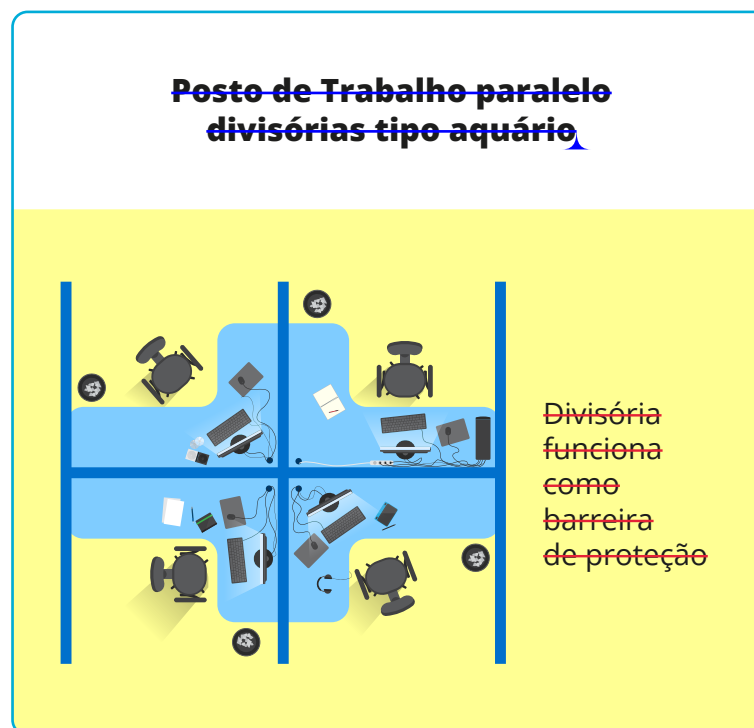 Posto de Trabalho paralelo
divisórias tipo aquário
Divisória
funciona
como
barreira
de proteção